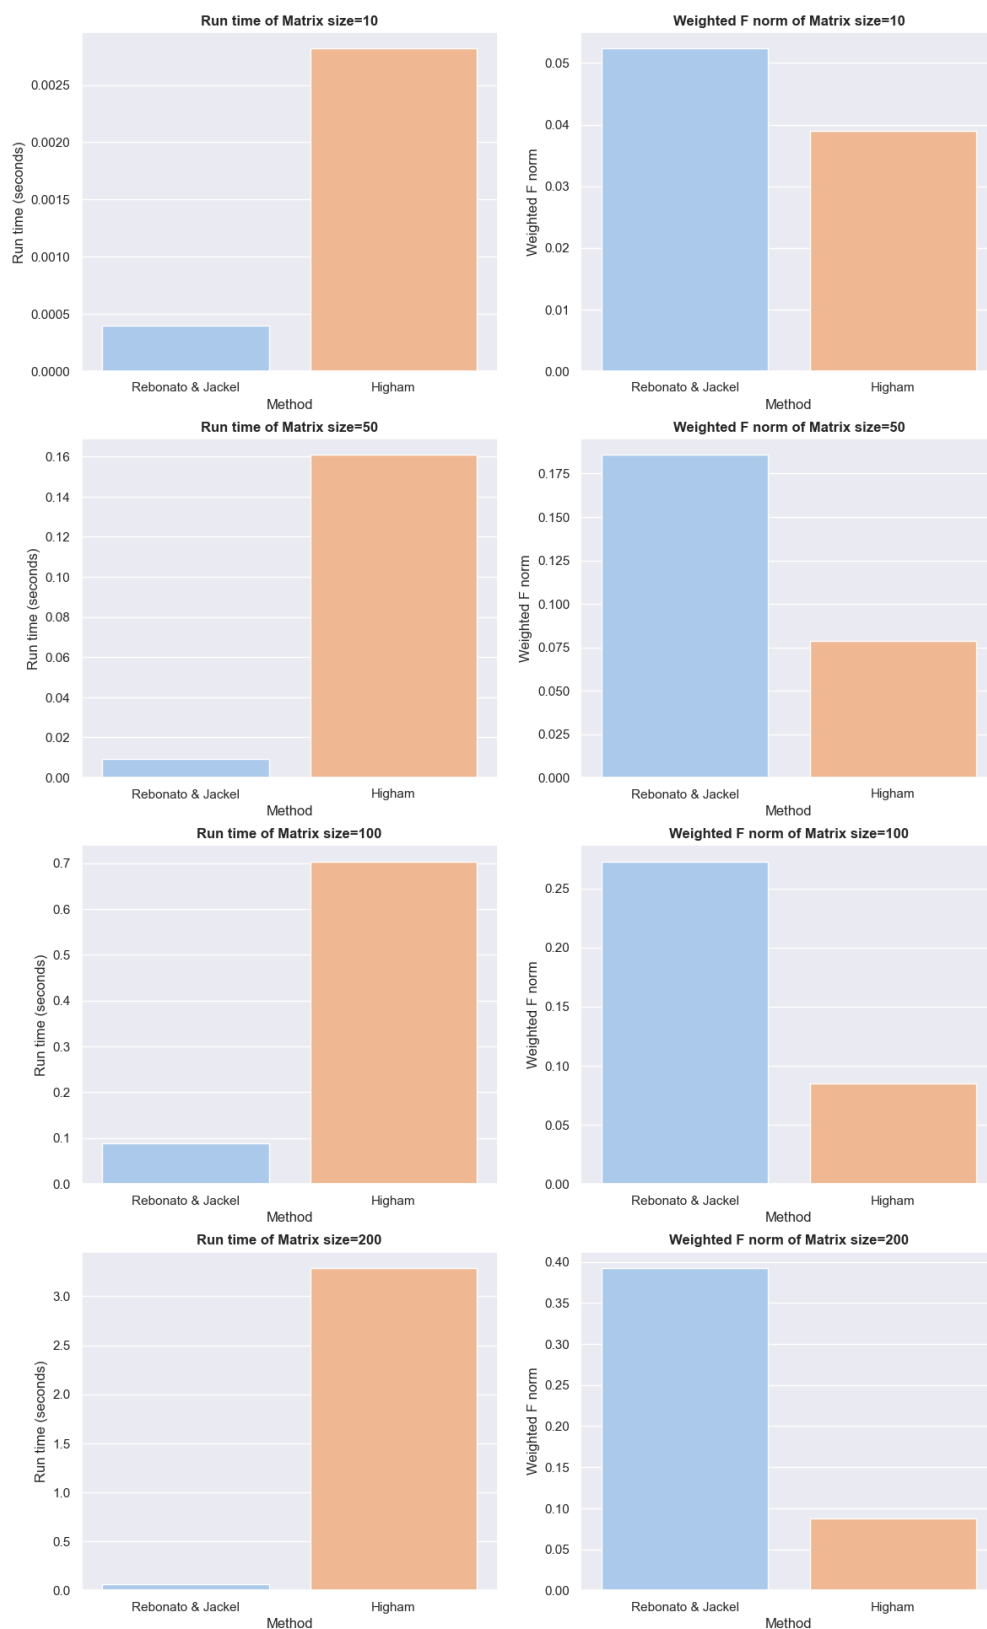 Run time of Matrix size=10
Run time (seconds)
0.0025
0.0020
0.0015
0.0010
0.0005
0.0000
Rebonato & Jackel
Higham
Method
Weighted F norm of Matrix size=10
Weighted F norm
0.05
0.04
0.03
0.02
0.01
0.00
Rebonato & Jackel
Higham
Method
Run time of Matrix size=50
Run time (seconds)
0.16
0.14
0.12
0.10
0.08
0.06
0.04
0.02
0.00
Rebonato & Jackel
Higham
Method
Weighted F norm of Matrix size=50
Weighted F norm
0.175
0.150
0.125
0.100
0.075
0.050
0.025
0.000
Rebonato & Jackel
Higham
Method
Run time of Matrix size=100
Run time (seconds)
0.7
0.6
0.5
0.4
0.3
0.2
0.1
0.0
Rebonato & Jackel
Higham
Method
Weighted F norm of Matrix size=100
Weighted F norm
0.25
0.20
0.15
0.10
0.05
0.00
Rebonato & Jackel
Higham
Method
Run time of Matrix size=200
Run time (seconds)
3.0
2.5
2.0
1.5
1.0
0.5
0.0
Rebonato & Jackel
Higham
Method
Weighted F norm of Matrix size=200
Weighted F norm
0.40
0.35
0.30
0.25
0.20
0.15
0.10
0.05
0.00
Rebonato & Jackel
Higham
Method